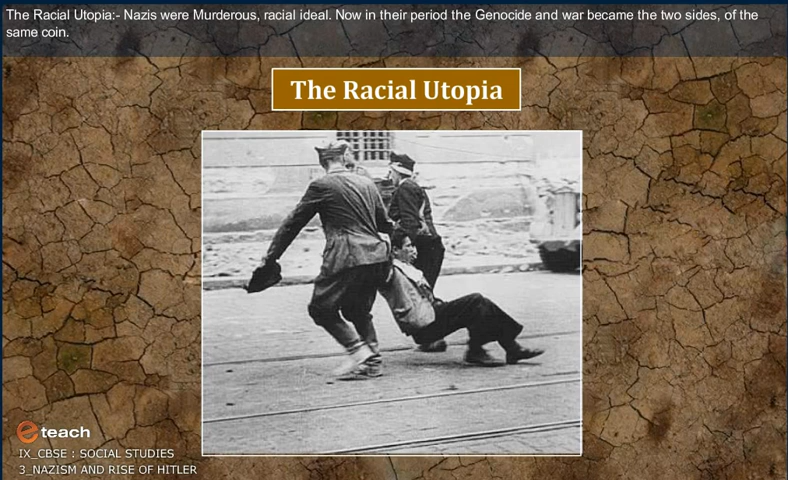 The Racial Utopia:- Nazis were Murderous, racial ideal. Now in their period the Genocide and war became the two sides, of the
same coin.
The Racial Utopia
eteach
IX_CBSE : SOCIAL STUDIES
3_NAZISM AND RISE OF HITLER